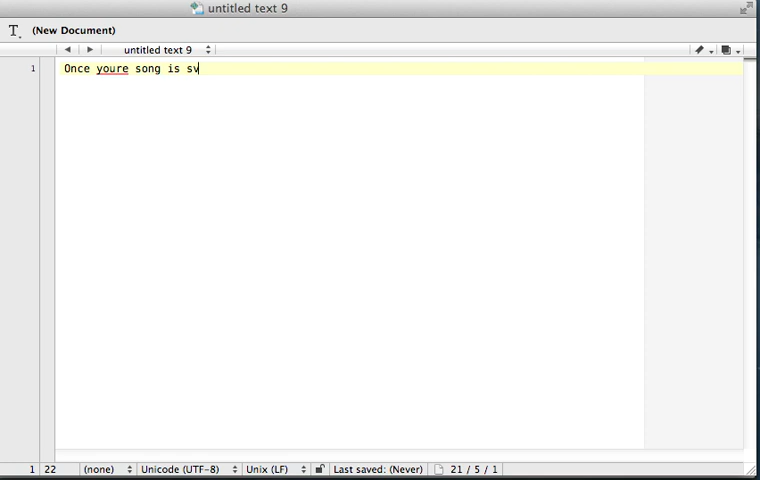 untitled text 9
T. (New Document)
untitled text 9
1 Once youre song is sv
1 22 (none) Unicode (UTF-8) Unix (LF) Last saved: (Never) 21 / 5 / 1